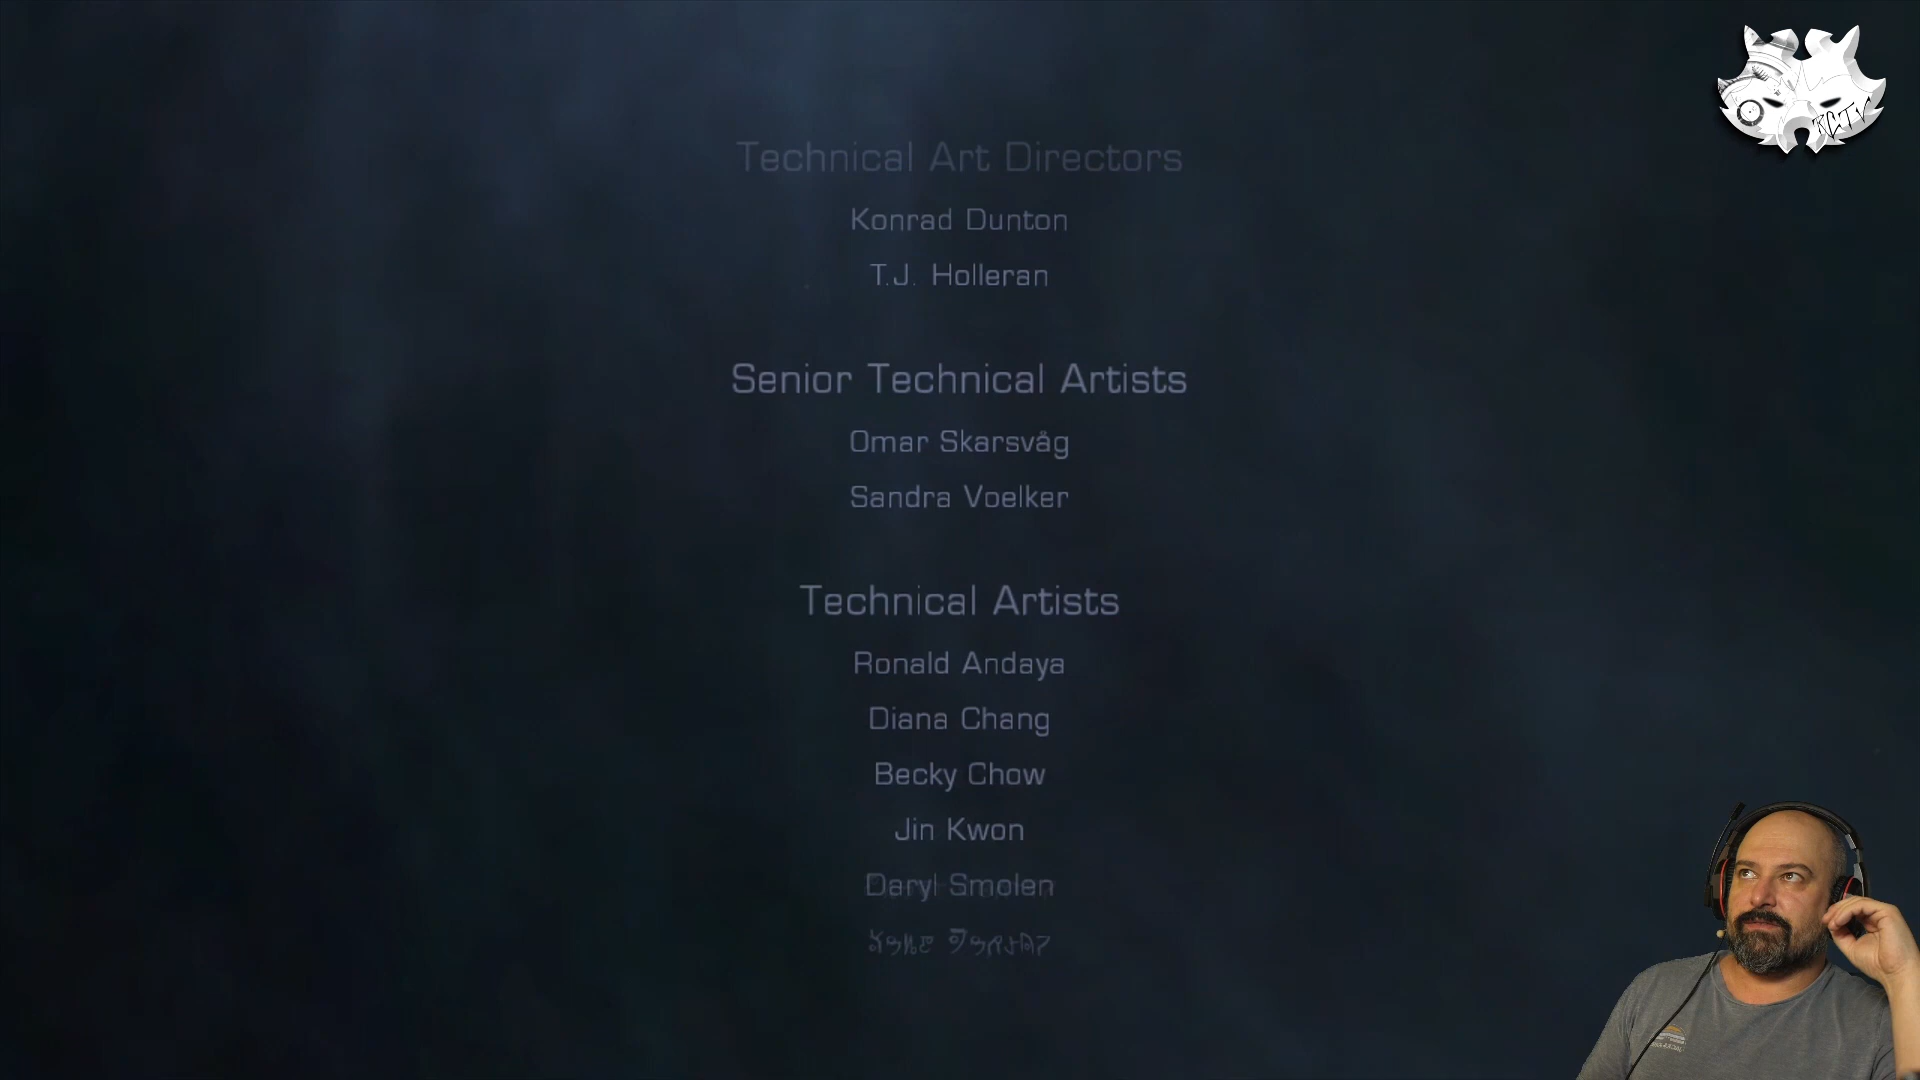 Technical Art Directors
Konrad Dunton
T.J. Holleran
Senior Technical Artists
Omar Skarsvåg
Sandra Voelker
Technical Artists
Ronald Andaya
Diana Chang
Becky Chow
Jin Kwon
Daryl Smolen
RCTV